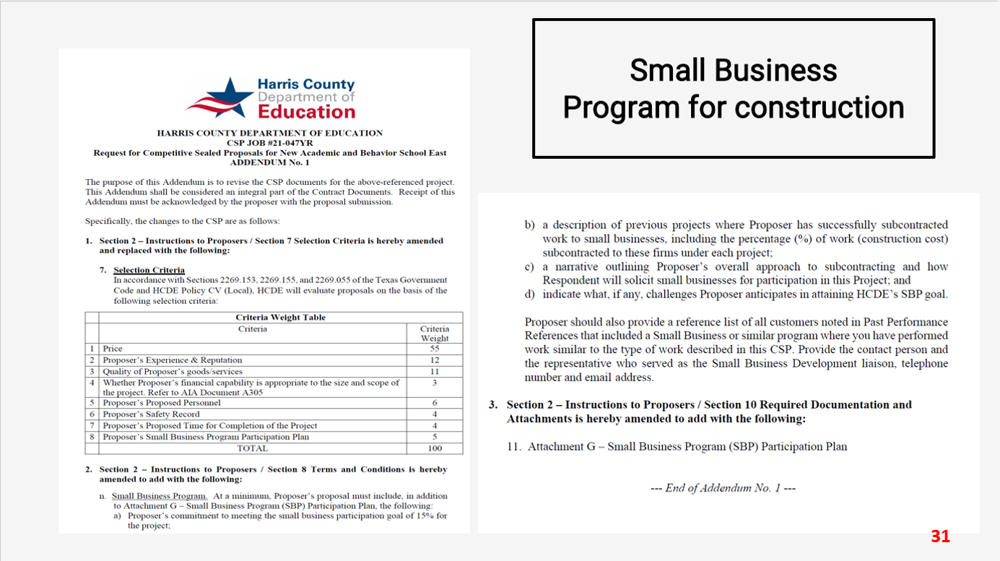 Small Business
Program for construction
Harris County
Department of
Education
HARRIS COUNTY DEPARTMENT OF EDUCATION
CSP JOB #21-047YR
Request for Competitive Sealed Proposals for New Academic and Behavior School East
ADDENDUM No. 1
The purpose of this Addendum is to revise the CSP documents for the above-referenced project.
This Addendum shall be considered an integral part of the Contract Documents. Receipt of this
Addendum must be acknowledged by the proposer with the proposal submission.
Specifically, the changes to the CSP are as follows:
1. Section 2 – Instructions to Proposers / Section 7 Selection Criteria is hereby amended
and replaced with the following:
7. Selection Criteria
In accordance with Sections 2269.153, 2269.155, and 2269.055 of the Texas Government
Code and HCDE Policy CV (Local), HCDE will evaluate proposals on the basis of the
following selection criteria:
Criteria Weight Table
Criteria Criteria
Weight
1 Price 55
2 Proposer's Experience & Reputation 12
3 Quality of Proposer's goods/services 11
4 Whether Proposer's financial capability is appropriate to the size and scope of 3
the project. Refer to AIA Document A305
5 Proposer's Proposed Personnel 6
6 Proposer's Safety Record 4
7 Proposer's Proposed Time for Completion of the Project 4
8 Proposer's Small Business Program Participation Plan 5
TOTAL 100
2. Section 2 – Instructions to Proposers / Section 8 Terms and Conditions is hereby
amended to add with the following:
n. Small Business Program. At a minimum, Proposer's proposal must include, in addition
to Attachment G – Small Business Program (SBP) Participation Plan, the following:
a) Proposer's commitment to meeting the small business participation goal of 15% for
the project;
b) a description of previous projects where Proposer has successfully subcontracted
work to small businesses, including the percentage (%) of work (construction cost)
subcontracted to these firms under each project;
c) a narrative outlining Proposer's overall approach to subcontracting and how
Respondent will solicit small businesses for participation in this Project; and
d) indicate what, if any, challenges Proposer anticipates in attaining HCDE's SBP goal.
Proposer should also provide a reference list of all customers noted in Past Performance
References that included a Small Business or similar program where you have performed
work similar to the type of work described in this CSP. Provide the contact person and
the representative who served as the Small Business Development liaison, telephone
number and email address.
3. Section 2 – Instructions to Proposers / Section 10 Required Documentation and
Attachments is hereby amended to add with the following:
11. Attachment G – Small Business Program (SBP) Participation Plan
--- End of Addendum No. 1 ---
31